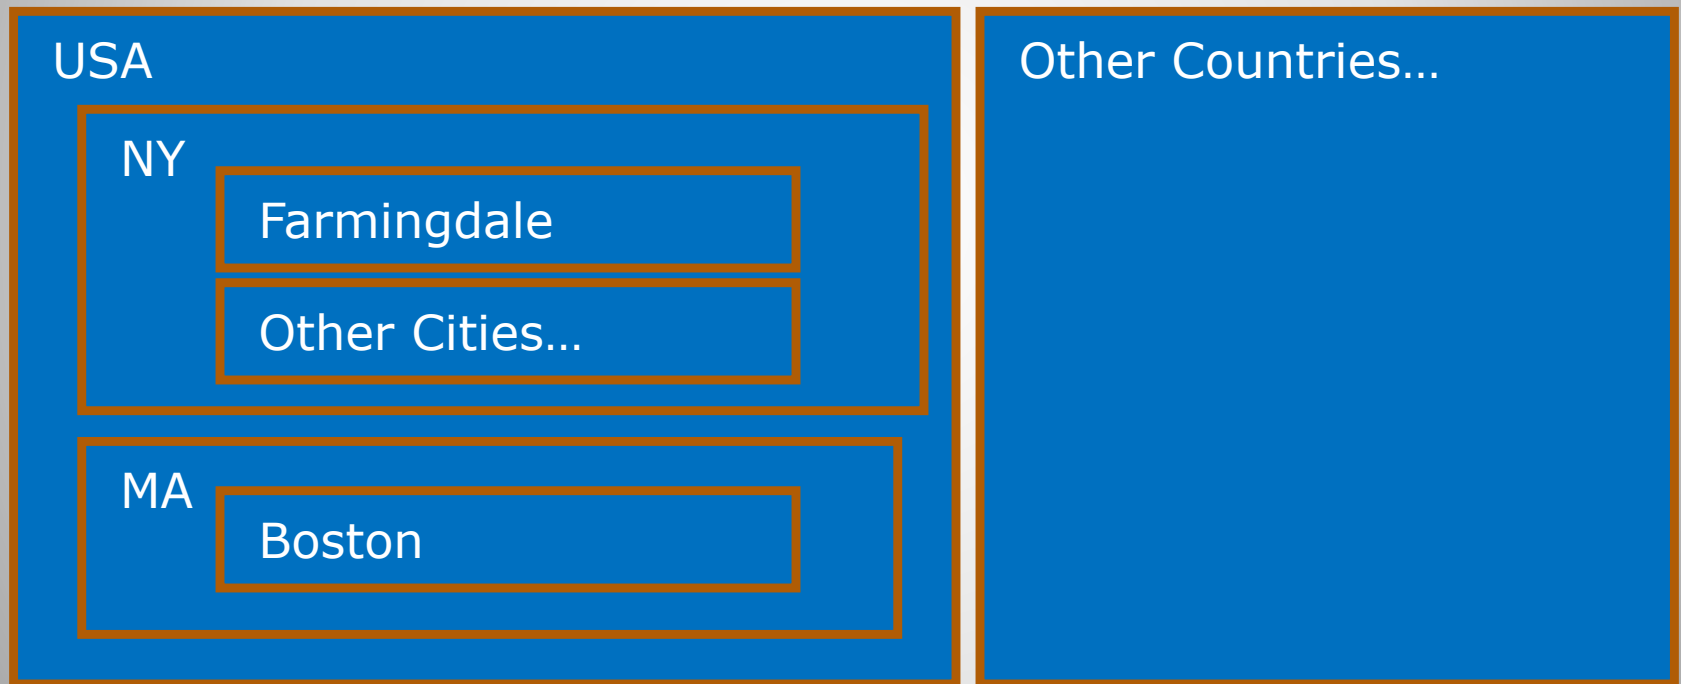 USA
NY
Farmingdale
Other Cities…
MA
Boston
Other Countries…